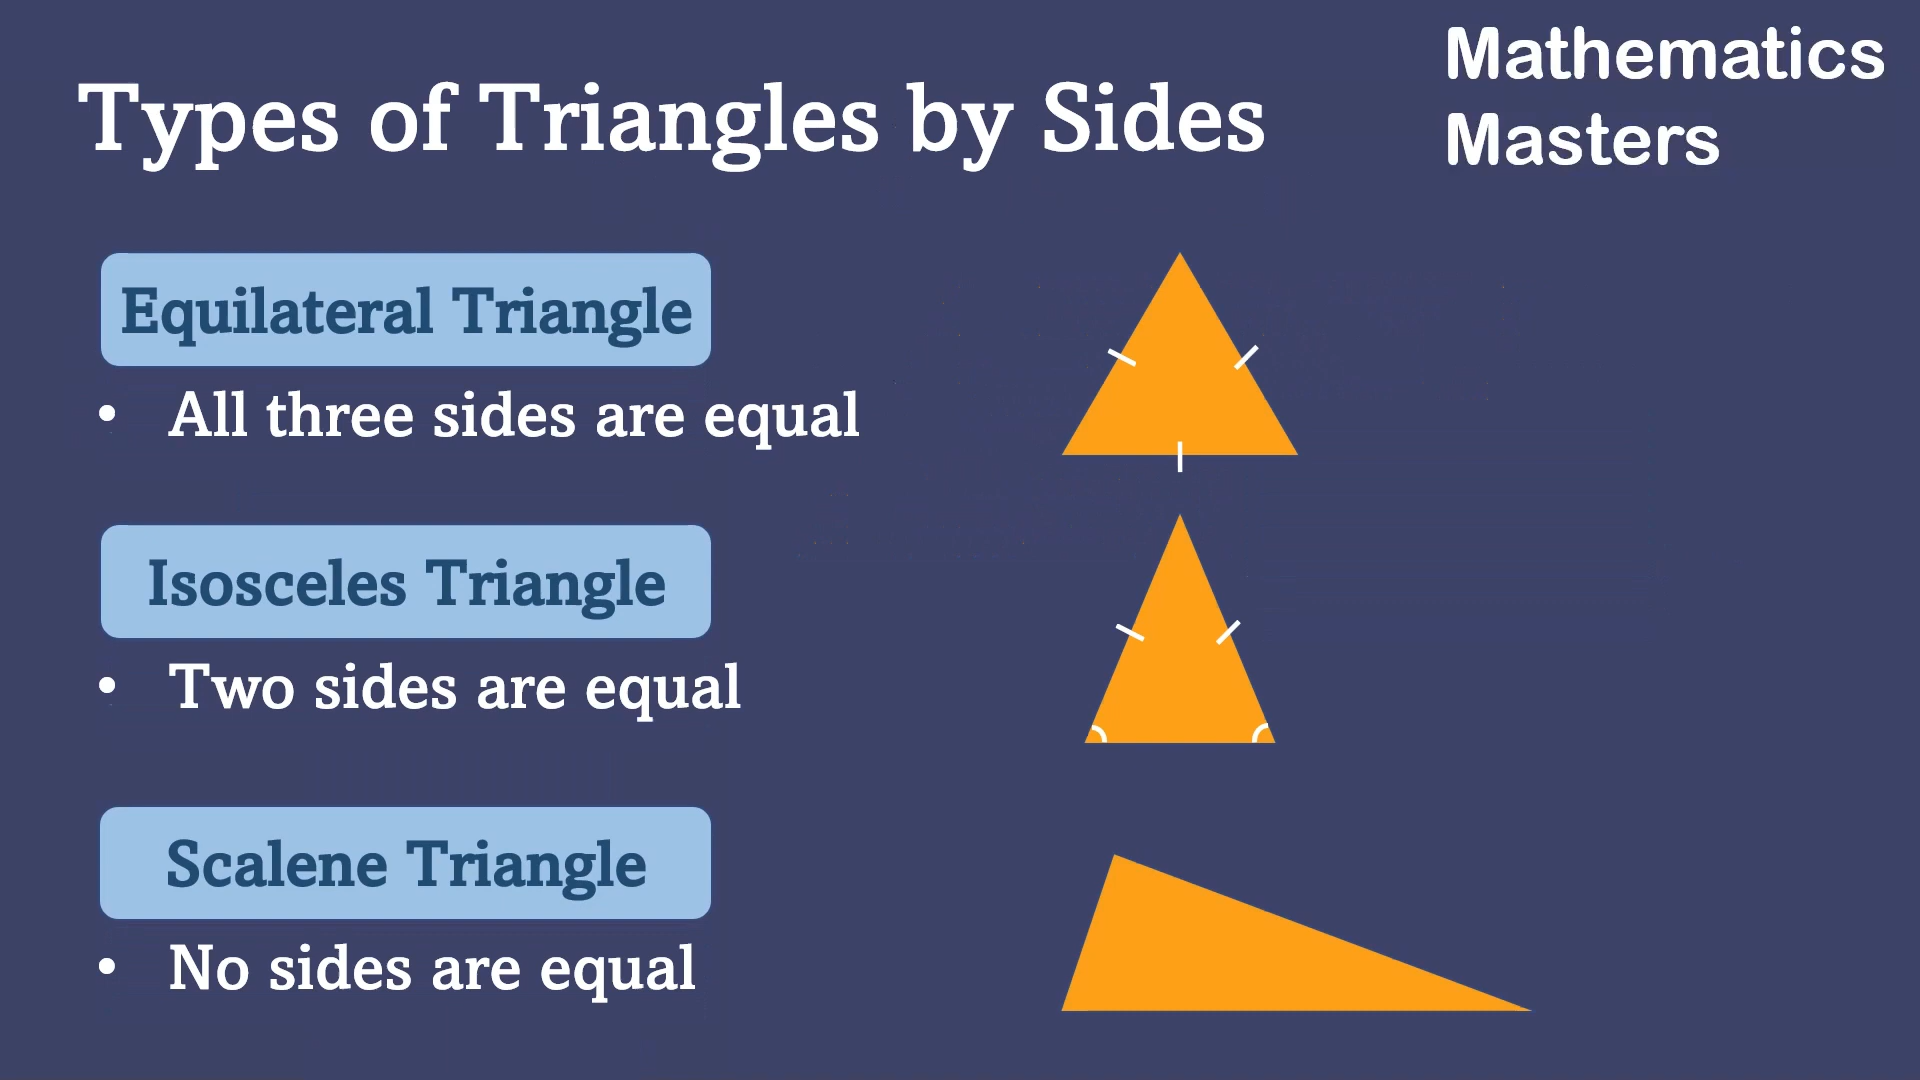 Mathematics
Masters
Types of Triangles by Sides
Equilateral Triangle
• All three sides are equal
Isosceles Triangle
• Two sides are equal
Scalene Triangle
• No sides are equal